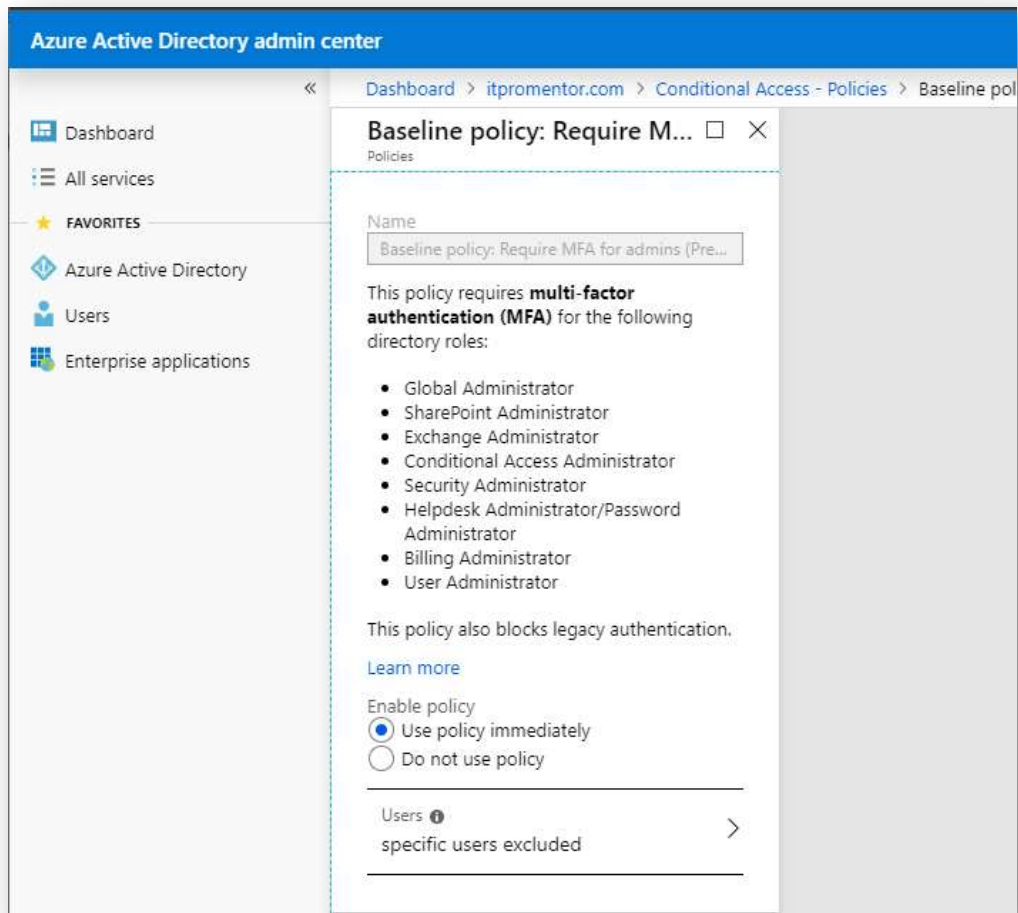 Azure Active Directory admin center
«
Dashboard > itpromentor.com > Conditional Access - Policies > Baseline pol
Dashboard
All services
FAVORITES
Azure Active Directory
Users
Enterprise applications
Baseline policy: Require M...
Policies
Name
Baseline policy: Require MFA for admins (Pre...
This policy requires multi-factor
authentication (MFA) for the following
directory roles:
• Global Administrator
• SharePoint Administrator
• Exchange Administrator
• Conditional Access Administrator
• Security Administrator
• Helpdesk Administrator/Password
Administrator
• Billing Administrator
• User Administrator
This policy also blocks legacy authentication.
Learn more
Enable policy
Use policy immediately
Do not use policy
Users
specific users excluded